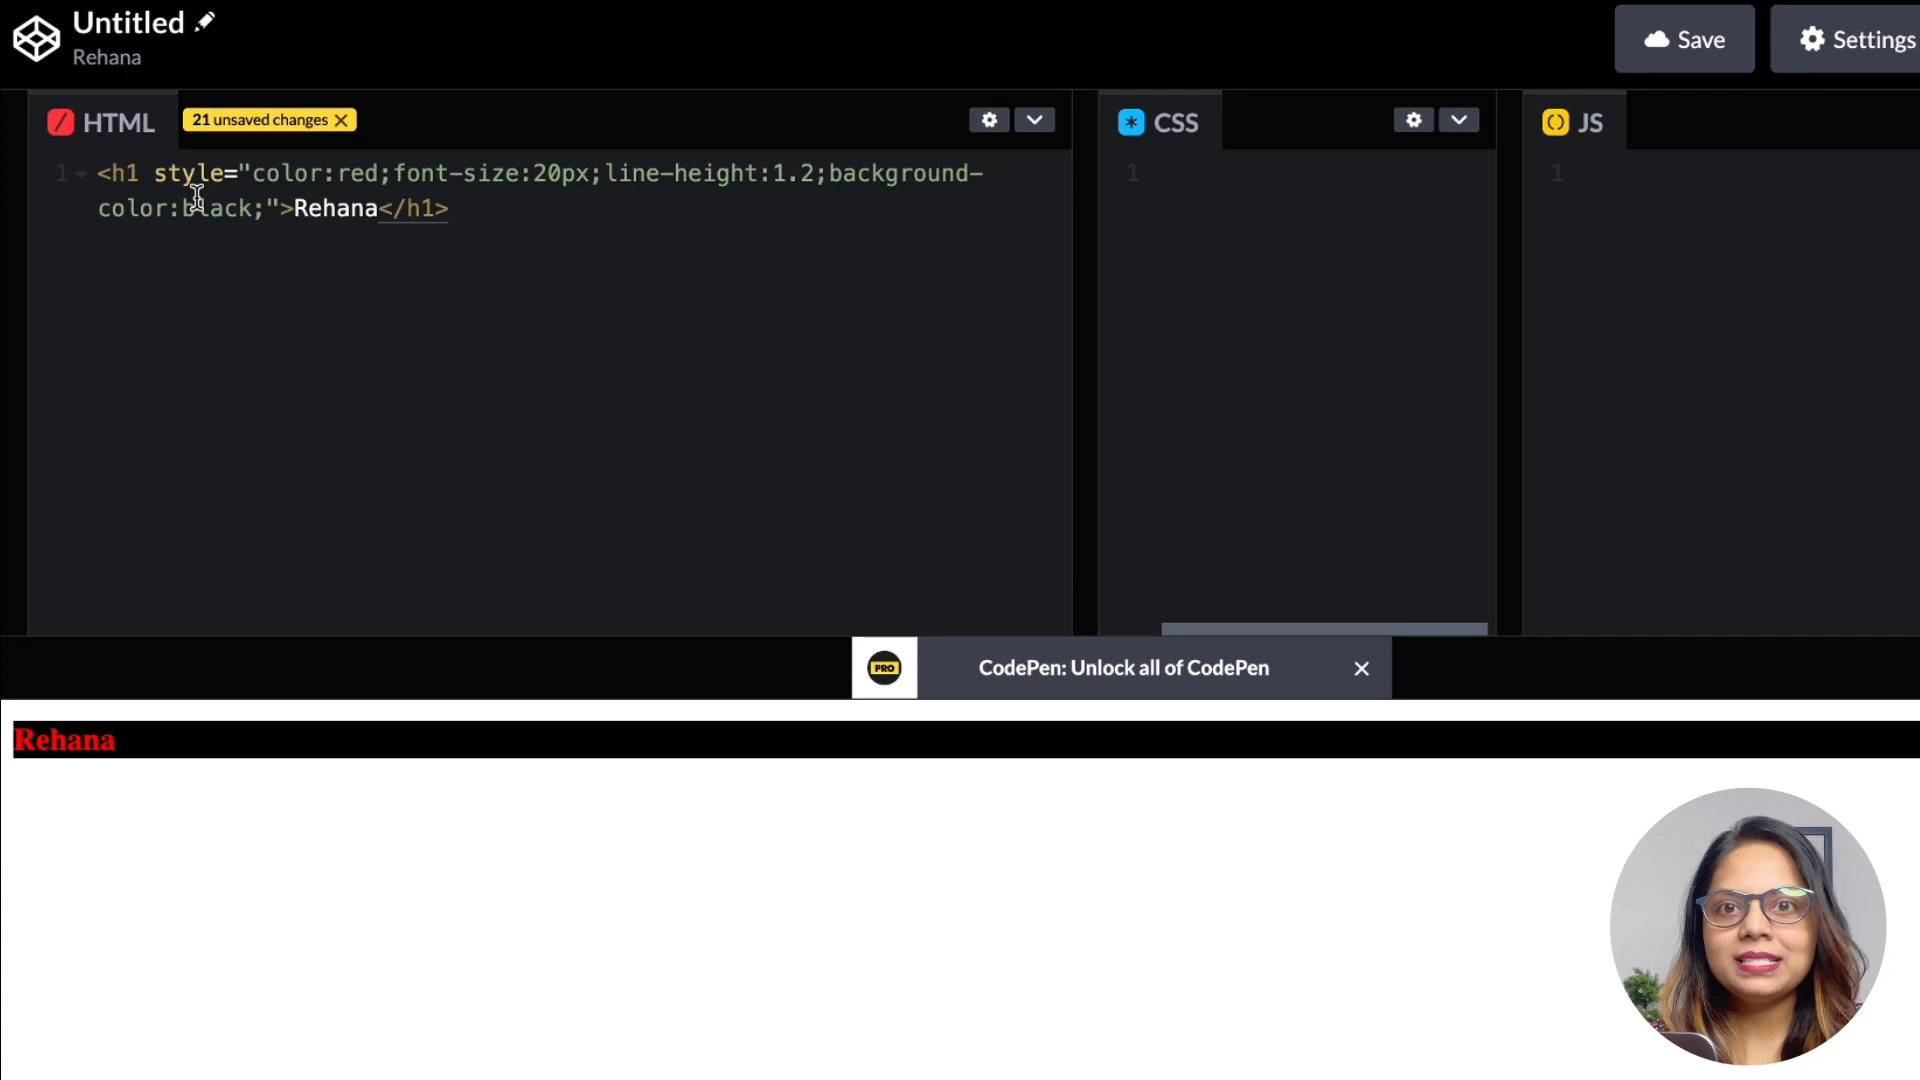 Untitled
Rehana
Save
Settings
HTML
21 unsaved changes
CSS
JS
1
<h1 style="color:red;font-size:20px;line-height:1.2;background-
color:black;">Rehana</h1>
1
1
PRO
CodePen: Unlock all of CodePen
Rehana